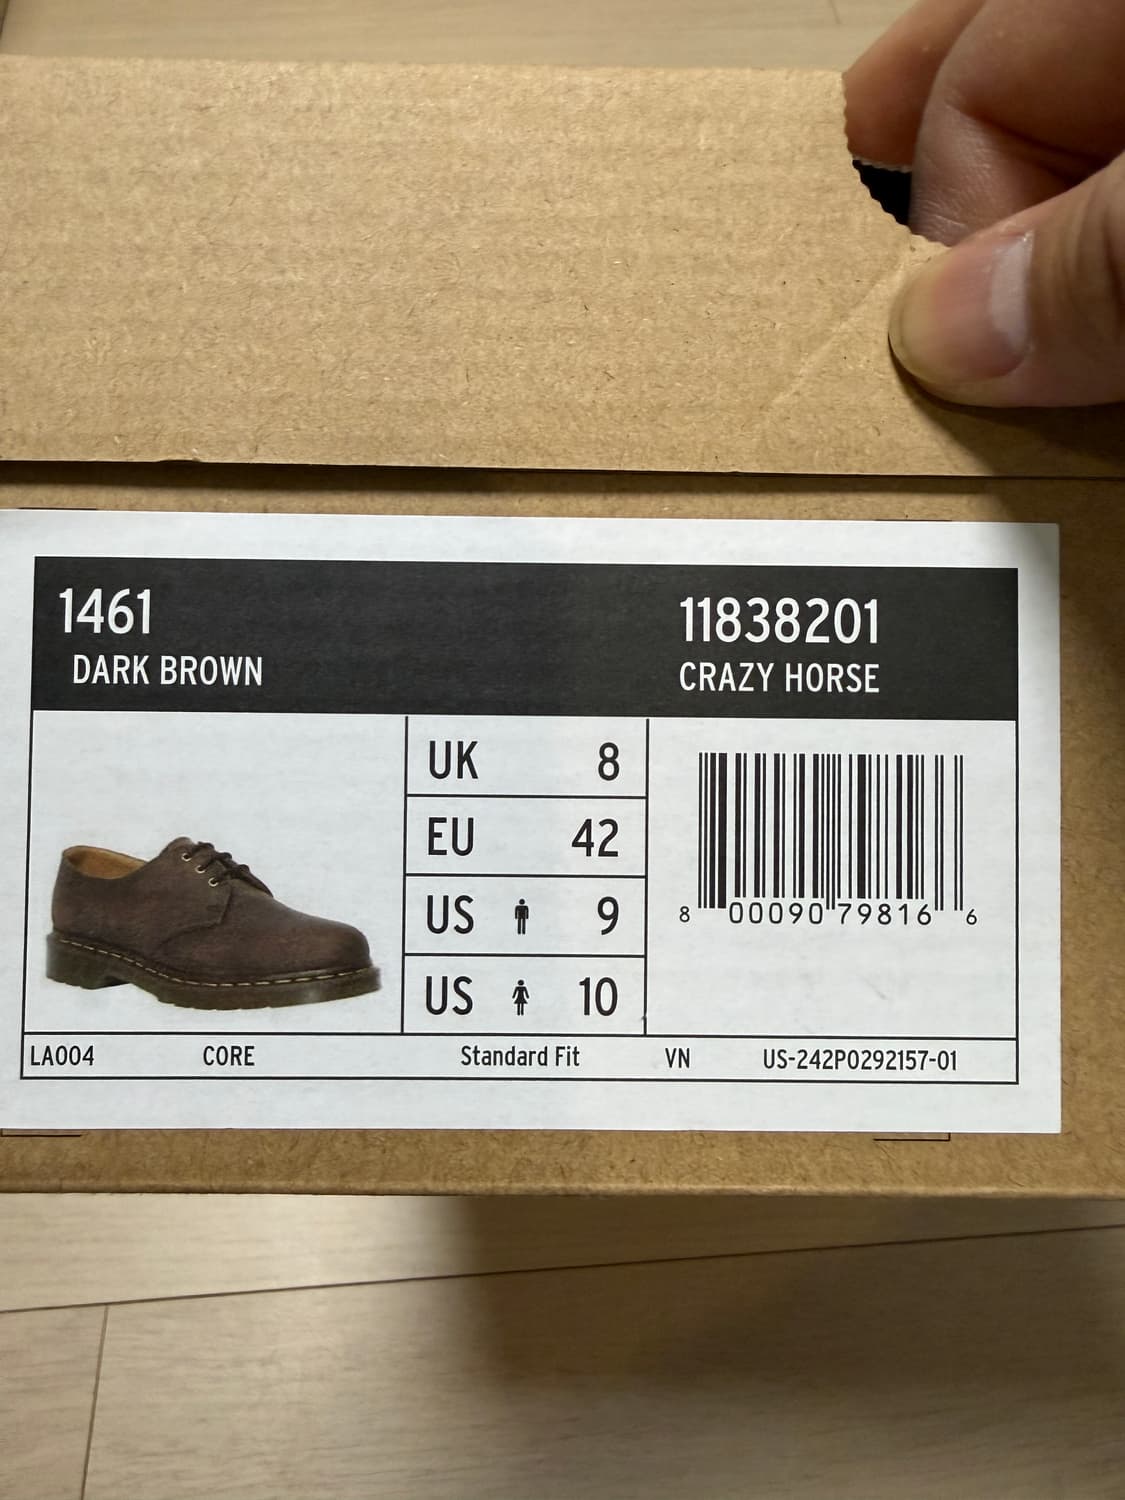 1461
11838201
DARK BROWN
CRAZY HORSE
UK 8
EU 42
US 9
US 10
8 00090 79816 6
LA004 CORE Standard Fit VN US-242P0292157-01